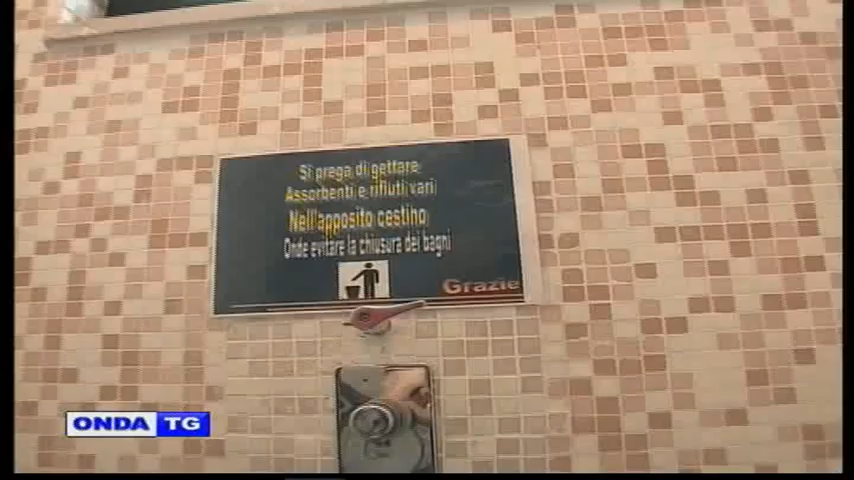 Si prega di gettare
Assorbenti e rifiuti vari
Nell'apposito cestino
Onde evitare la chiusura dei bagni
Grazie
ONDA TG